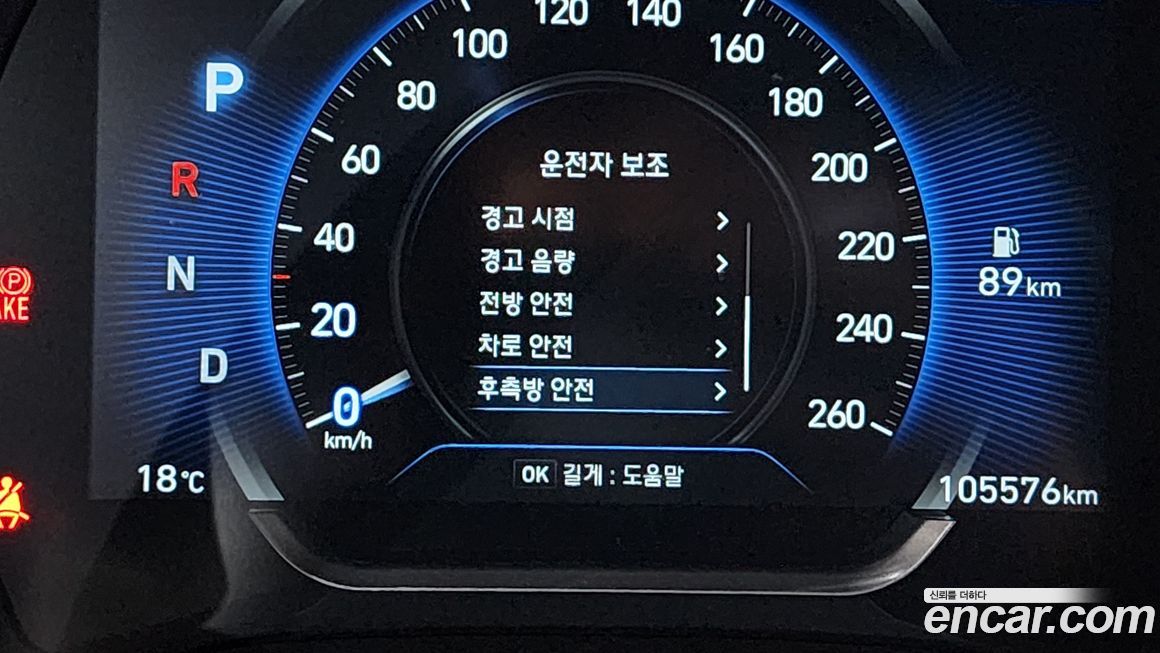 120 140
100 160
80 180
60 200
40 220
20 240
0 260
km/h
P
R
N
D
운전자 보조
경고 시점
경고 음량
전방 안전
차로 안전
후측방 안전
OK 길게 : 도움말
89km
18℃
105576km
신뢰를 더하다
encar.com